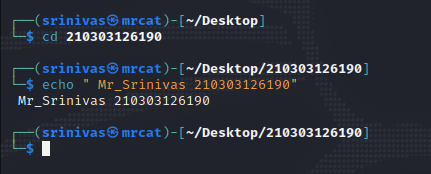 ┌──(srinivas㉿mrcat)-[~/Desktop]
└─$ cd 210303126190
┌──(srinivas㉿mrcat)-[~/Desktop/210303126190]
└─$ echo " Mr_Srinivas 210303126190"
 Mr_Srinivas 210303126190
┌──(srinivas㉿mrcat)-[~/Desktop/210303126190]
└─$